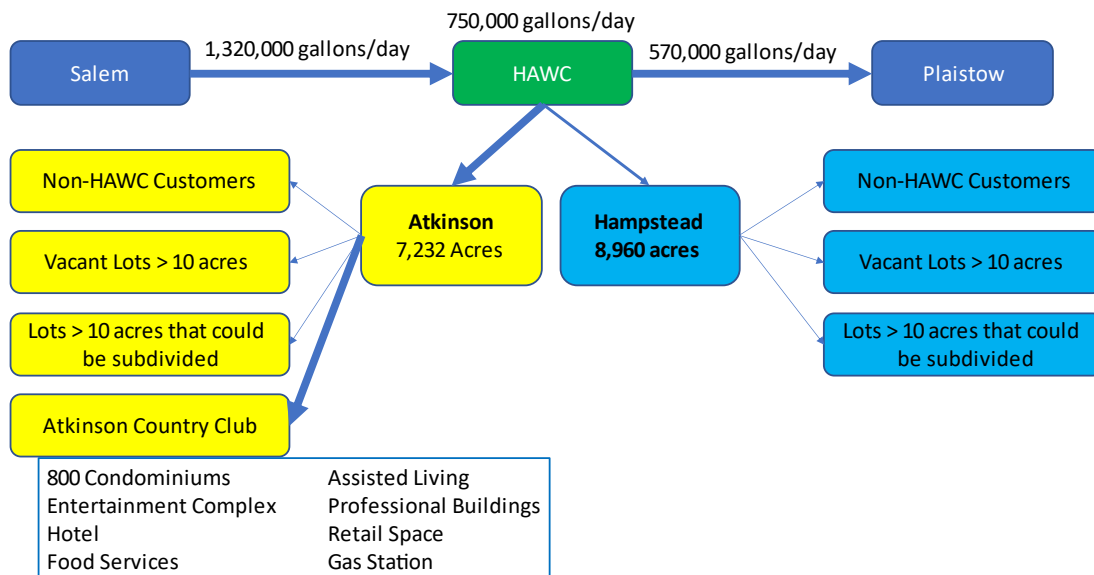 750,000 gallons/day
1,320,000 gallons/day
570,000 gallons/day
Salem
HAWC
Plaistow
Non-HAWC Customers
Vacant Lots > 10 acres
Lots > 10 acres that could
be subdivided
Atkinson Country Club
Atkinson
7,232 Acres
Hampstead
8,960 acres
Non-HAWC Customers
Vacant Lots > 10 acres
Lots > 10 acres that could
be subdivided
800 Condominiums
Entertainment Complex
Hotel
Food Services
Assisted Living
Professional Buildings
Retail Space
Gas Station